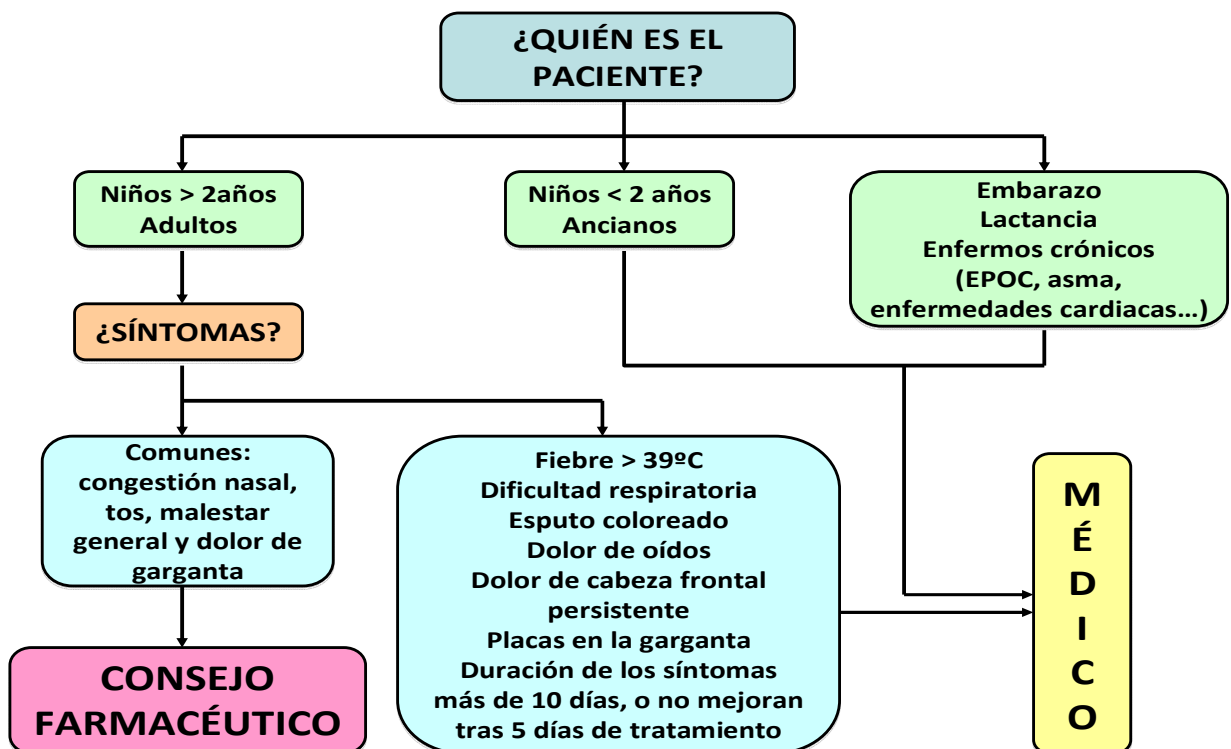 ¿QUIÉN ES EL
PACIENTE?
Niños > 2años
Adultos
Niños < 2 años
Ancianos
Embarazo
Lactancia
Enfermos crónicos
(EPOC, asma,
enfermedades cardiacas...)
¿SÍNTOMAS?
Comunes:
congestión nasal,
tos, malestar
general y dolor de
garganta
Fiebre > 39ºC
Dificultad respiratoria
Esputo coloreado
Dolor de oídos
Dolor de cabeza frontal
persistente
Placas en la garganta
Duración de los síntomas
más de 10 días, o no mejoran
tras 5 días de tratamiento
M
É
D
I
C
O
CONSEJO
FARMACÉUTICO